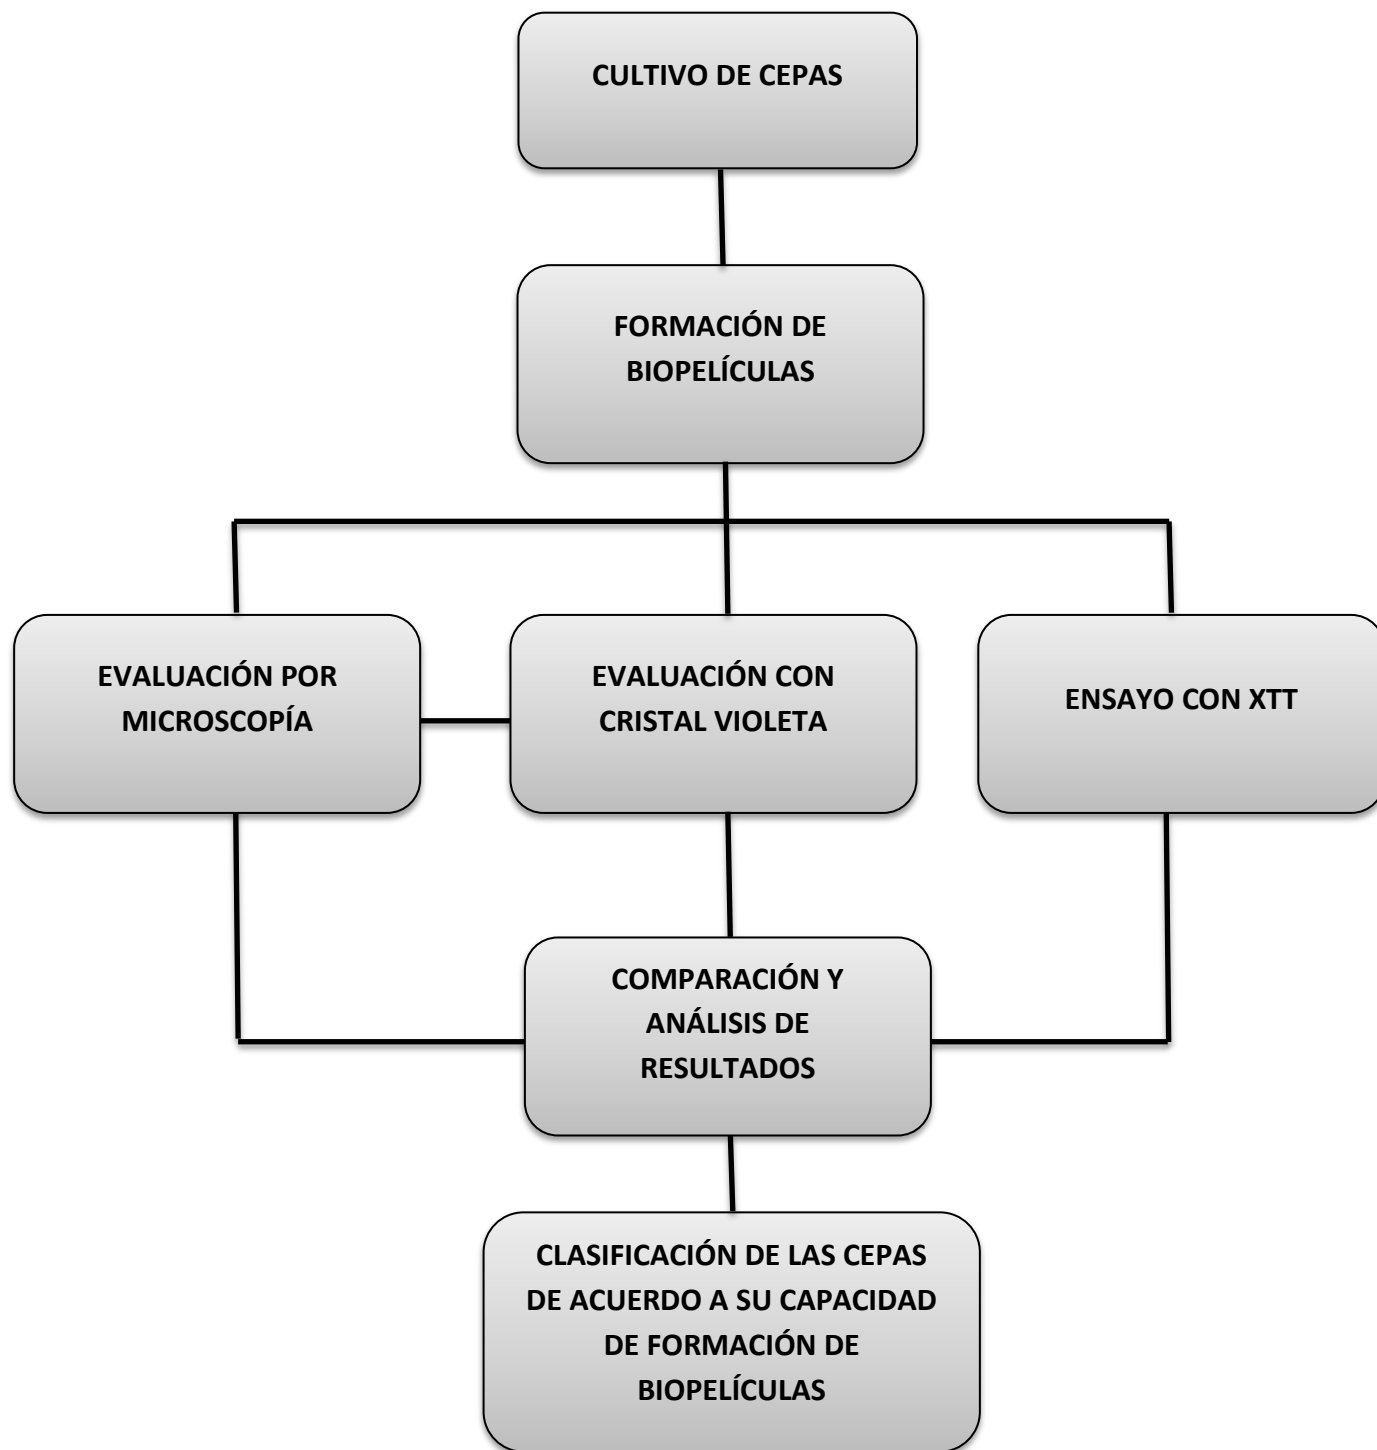 CULTIVO DE CEPAS
FORMACIÓN DE
BIOPELÍCULAS
EVALUACIÓN POR
MICROSCOPÍA
EVALUACIÓN CON
CRISTAL VIOLETA
ENSAYO CON XTT
COMPARACIÓN Y
ANÁLISIS DE
RESULTADOS
CLASIFICACIÓN DE LAS CEPAS
DE ACUERDO A SU CAPACIDAD
DE FORMACIÓN DE
BIOPELÍCULAS